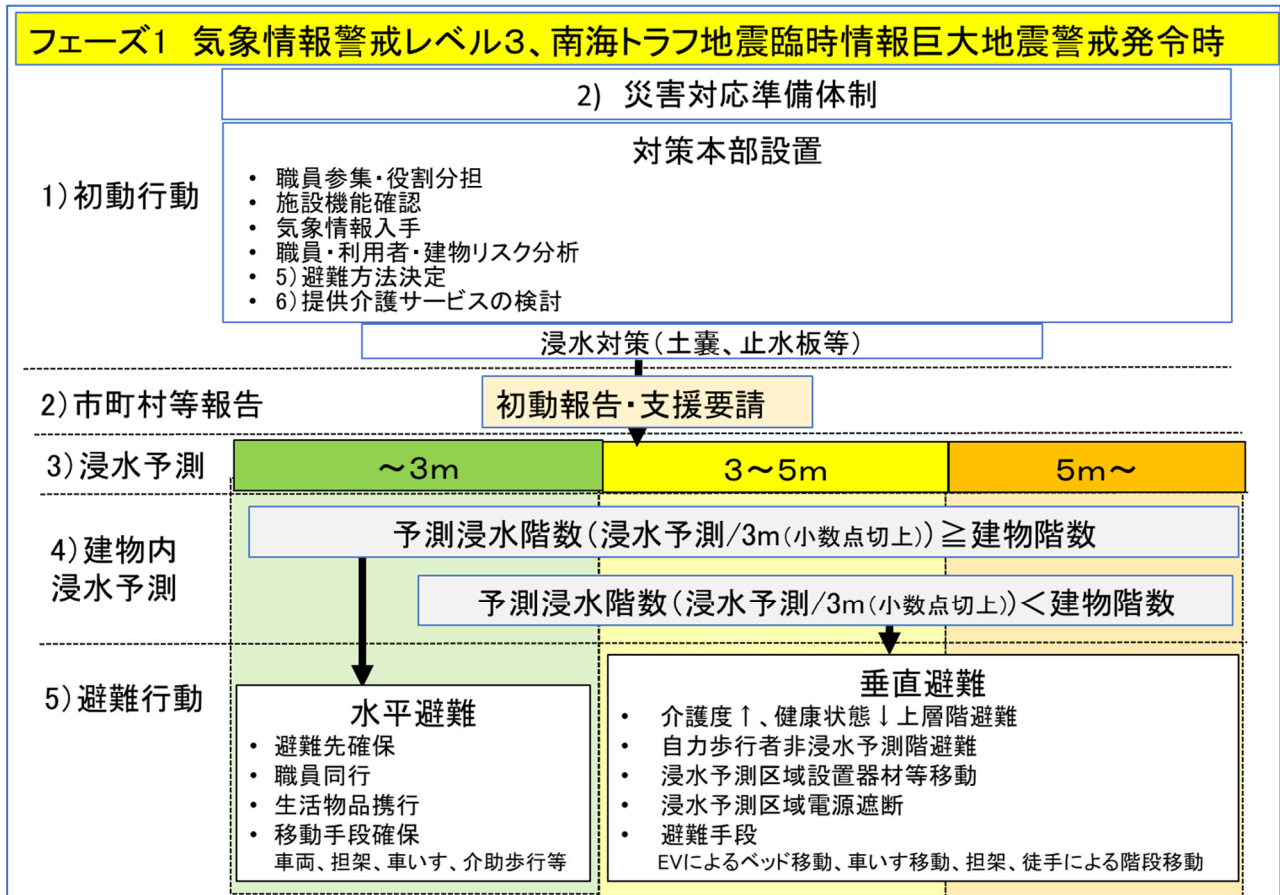 フェーズ1 気象情報警戒レベル3、南海トラフ地震臨時情報巨大地震警戒発令時
2) 災害対応準備体制
1)初動行動
対策本部設置
• 職員参集・役割分担
• 施設機能確認
• 気象情報入手
• 職員・利用者・建物リスク分析
• 5)避難方法決定
• 6)提供介護サービスの検討
浸水対策(土嚢、止水板等)
2)市町村等報告
初動報告・支援要請
3)浸水予測
～3m
3～5m
5m～
4)建物内
浸水予測
予測浸水階数(浸水予測/3m(小数点切上))≧建物階数
予測浸水階数(浸水予測/3m(小数点切上))<建物階数
5)避難行動
水平避難
• 避難先確保
• 職員同行
• 生活物品携行
• 移動手段確保
車両、担架、車いす、介助歩行等
垂直避難
• 介護度↑、健康状態↓上層階避難
• 自力歩行者非浸水予測階避難
• 浸水予測区域設置器材等移動
• 浸水予測区域電源遮断
• 避難手段
EVによるベッド移動、車いす移動、担架、徒手による階段移動